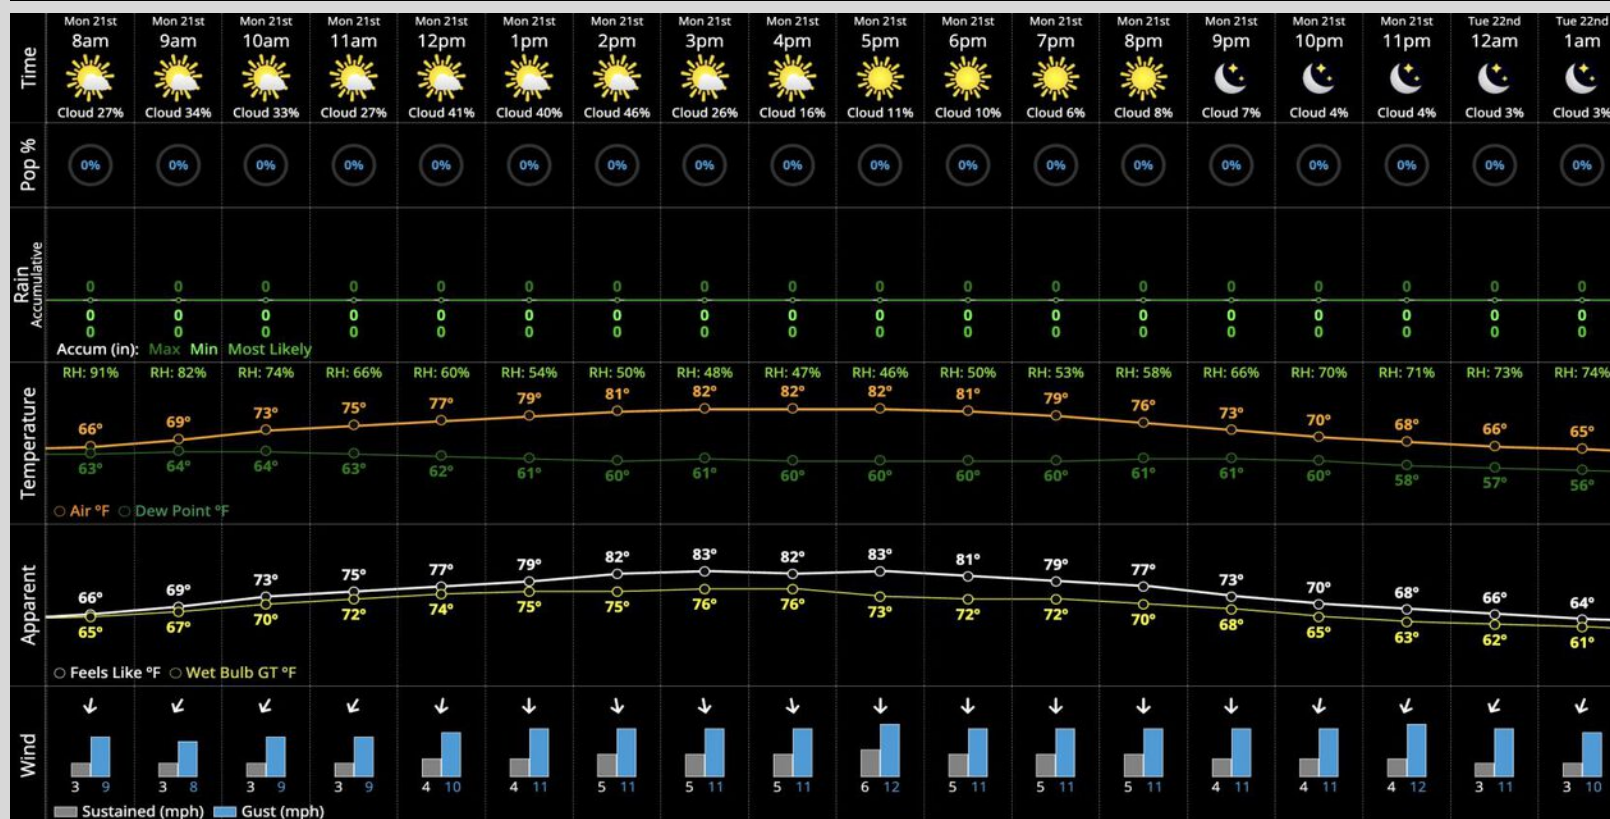 Time
Mon 21st Mon 21st Mon 21st Mon 21st Mon 21st Mon 21st Mon 21st Mon 21st Mon 21st Mon 21st Mon 21st Mon 21st Mon 21st Mon 21st Mon 21st Mon 21st Tue 22nd Tue 22nd
8am 9am 10am 11am 12pm 1pm 2pm 3pm 4pm 5pm 6pm 7pm 8pm 9pm 10pm 11pm 12am 1am
Cloud 27% Cloud 34% Cloud 33% Cloud 27% Cloud 41% Cloud 40% Cloud 46% Cloud 26% Cloud 16% Cloud 11% Cloud 10% Cloud 6% Cloud 8% Cloud 7% Cloud 4% Cloud 4% Cloud 3% Cloud 3%
Pop %
0% 0% 0% 0% 0% 0% 0% 0% 0% 0% 0% 0% 0% 0% 0% 0% 0% 0%
Rain
Accumulative
0 0 0 0 0 0 0 0 0 0 0 0 0 0 0 0 0 0
0 0 0 0 0 0 0 0 0 0 0 0 0 0 0 0 0 0
0 0 0 0 0 0 0 0 0 0 0 0 0 0 0 0 0 0
Accum (in): Max Min Most Likely
Temperature
RH: 91% RH: 82% RH: 74% RH: 66% RH: 60% RH: 54% RH: 50% RH: 48% RH: 47% RH: 46% RH: 50% RH: 53% RH: 58% RH: 66% RH: 70% RH: 71% RH: 73% RH: 74%
66° 69° 73° 75° 77° 79° 81° 82° 82° 82° 81° 79° 76° 73° 70° 68° 66° 65°
63° 64° 64° 63° 62° 61° 60° 61° 60° 60° 60° 60° 61° 61° 60° 58° 57° 56°
Air °F Dew Point °F
Apparent
66° 69° 73° 75° 77° 79° 82° 83° 82° 83° 81° 79° 77° 73° 70° 68° 66° 64°
65° 67° 70° 72° 74° 75° 75° 76° 76° 73° 72° 72° 70° 68° 65° 63° 62° 61°
Feels Like °F Wet Bulb GT °F
Wind
3 9 3 8 3 9 3 9 4 10 4 11 5 11 5 11 5 11 6 12 5 11 5 11 5 11 4 11 4 11 4 12 3 11 3 10
Sustained (mph) Gust (mph)